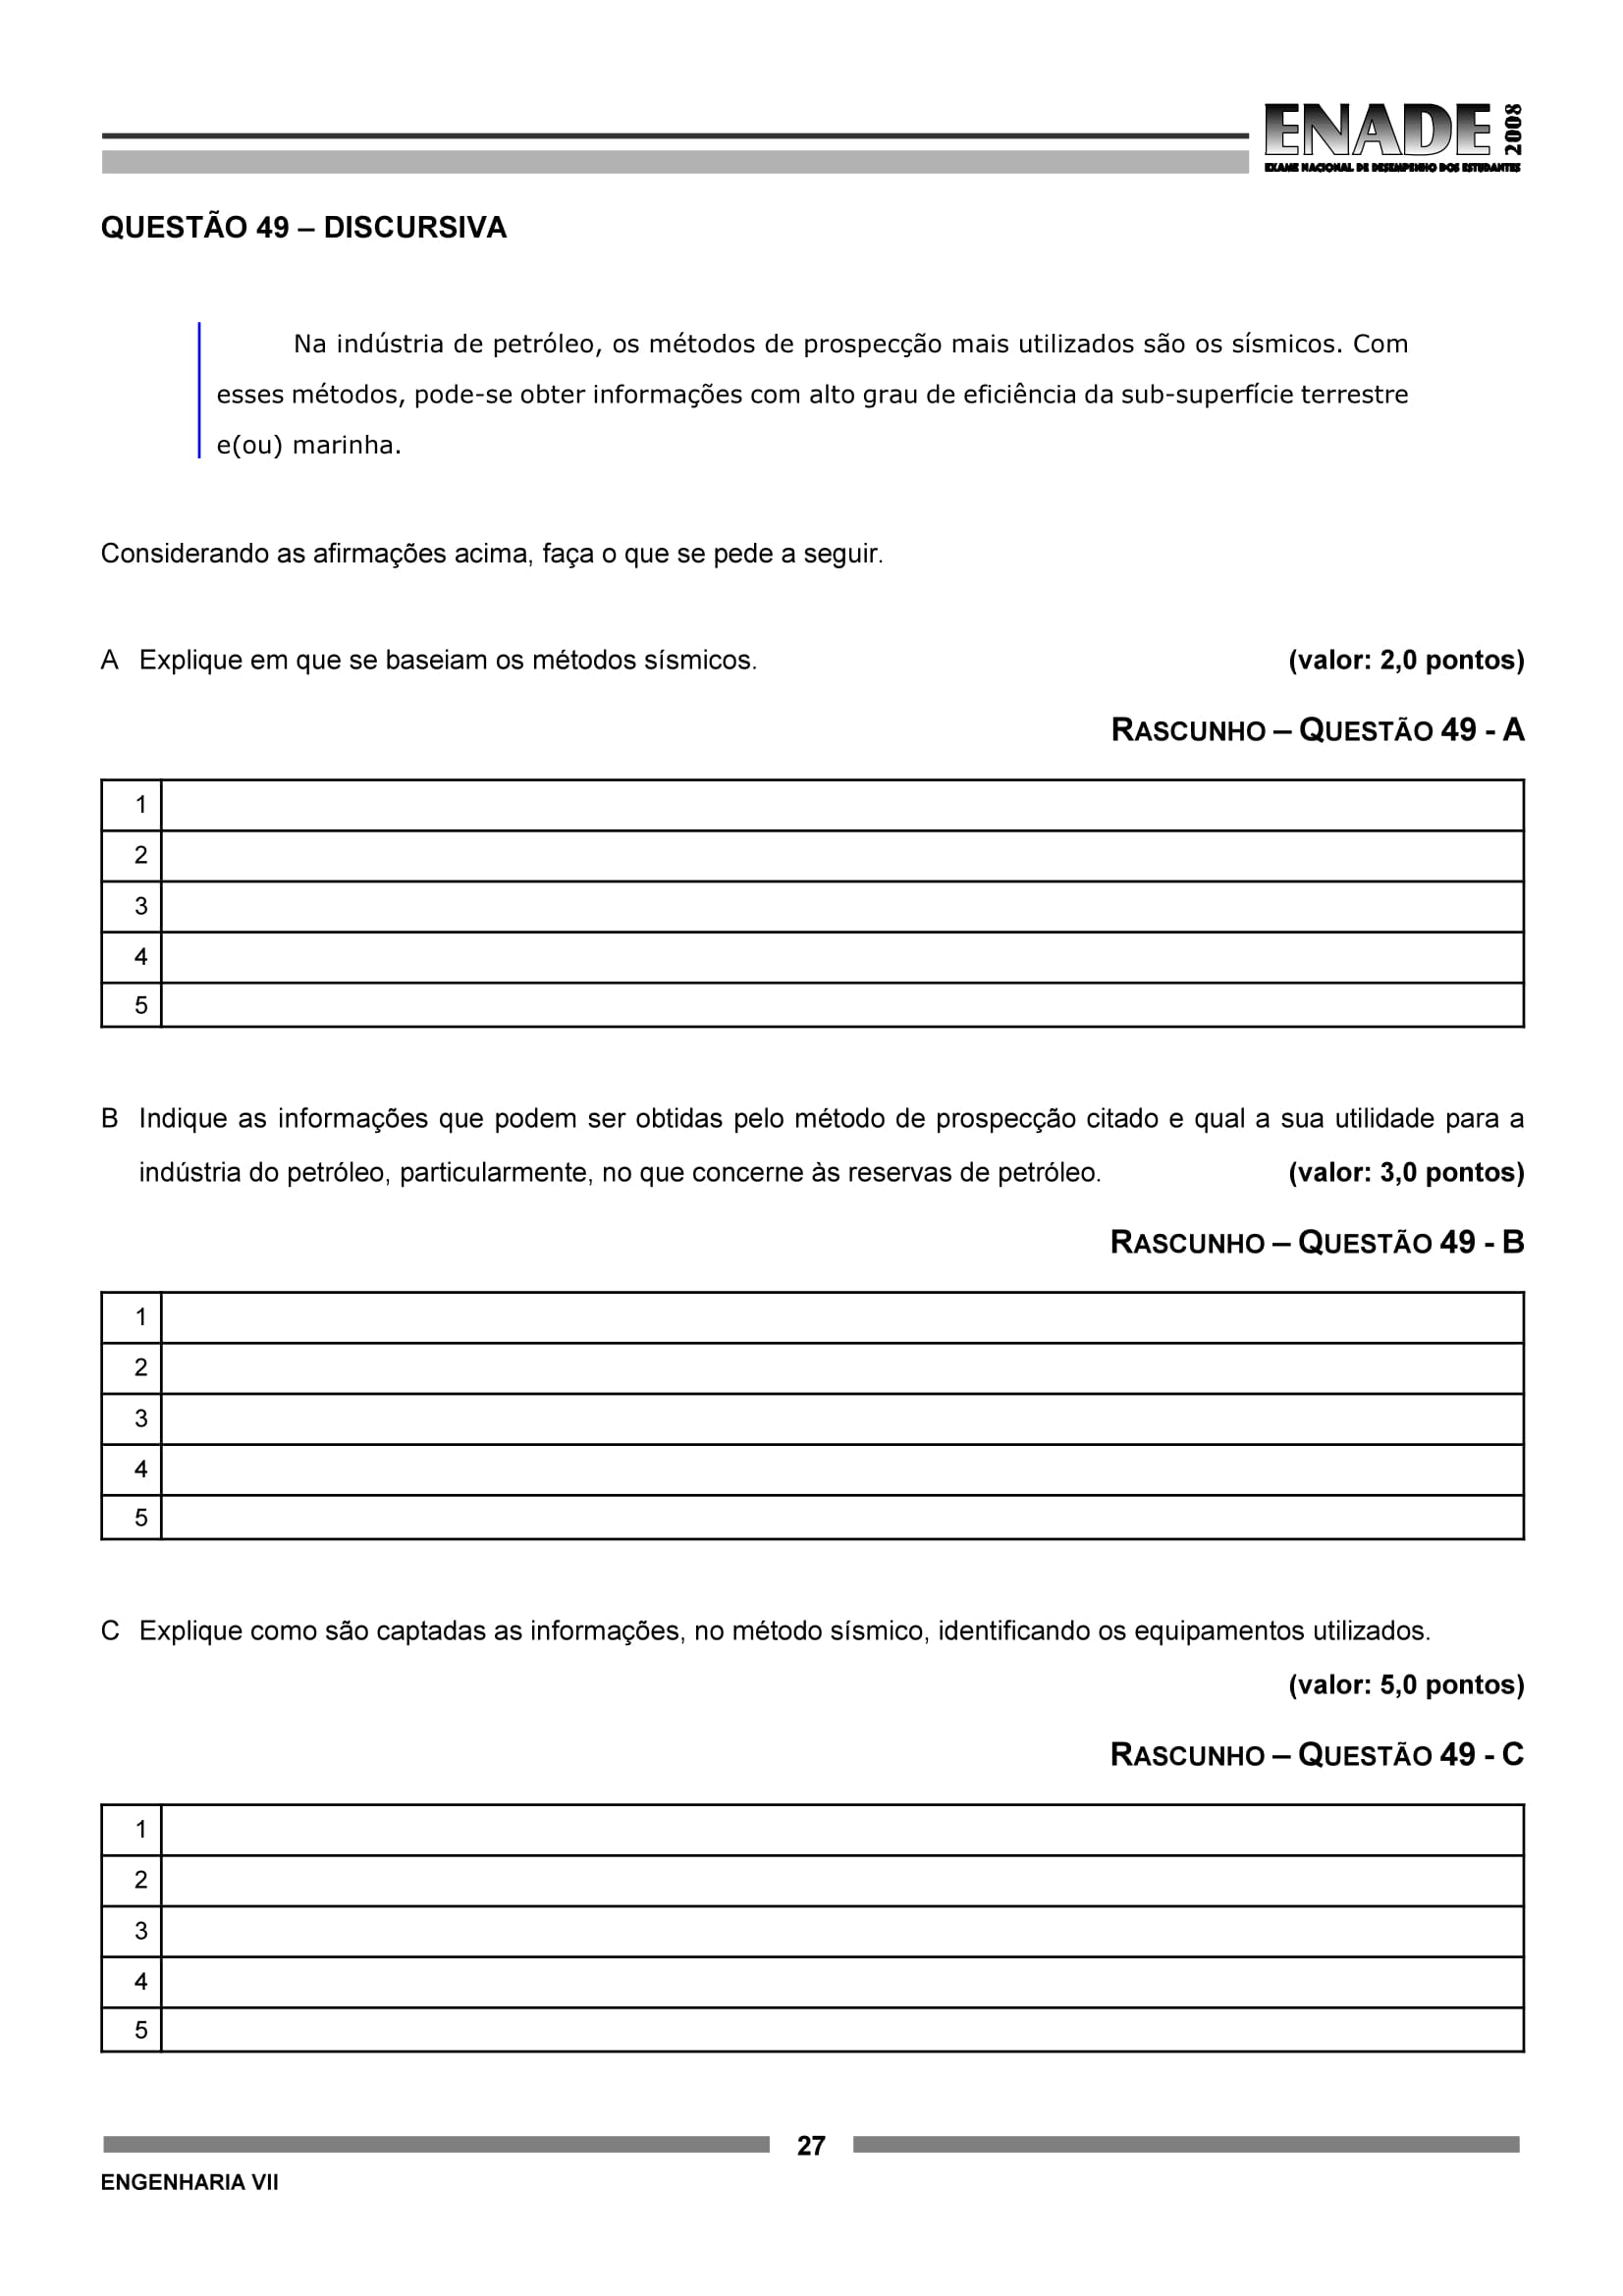 ENADE 2008
EXAME NACIONAL DE DESEMPENHO DOS ESTUDANTES
QUESTÃO 49 – DISCURSIVA
Na indústria de petróleo, os métodos de prospecção mais utilizados são os sísmicos. Com
esses métodos, pode-se obter informações com alto grau de eficiência da sub-superfície terrestre
e(ou) marinha.
Considerando as afirmações acima, faça o que se pede a seguir.
A Explique em que se baseiam os métodos sísmicos. (valor: 2,0 pontos)
RASCUNHO – QUESTÃO 49 - A
1
2
3
4
5
B Indique as informações que podem ser obtidas pelo método de prospecção citado e qual a sua utilidade para a
indústria do petróleo, particularmente, no que concerne às reservas de petróleo. (valor: 3,0 pontos)
RASCUNHO – QUESTÃO 49 - B
1
2
3
4
5
C Explique como são captadas as informações, no método sísmico, identificando os equipamentos utilizados.
(valor: 5,0 pontos)
RASCUNHO – QUESTÃO 49 - C
1
2
3
4
5
27
ENGENHARIA VII